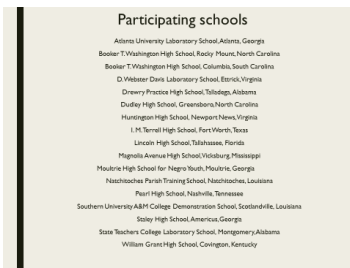 Participating schools
Atlanta University Laboratory School, Atlanta, Georgia
Booker T. Washington High School, Rocky Mount, North Carolina
Booker T. Washington High School, Columbia, South Carolina
D. Webster Davis Laboratory School, Ettrick, Virginia
Drewry Practice High School, Talladega, Alabama
Dudley High School, Greensboro, North Carolina
Huntington High School, Newport News, Virginia
I. M. Terrell High School, Fort Worth, Texas
Lincoln High School, Tallahassee, Florida
Magnolia Avenue High School, Vicksburg, Mississippi
Moultrie High School for Negro Youth, Moultrie, Georgia
Natchitoches Parish Training School, Natchitoches, Louisiana
Pearl High School, Nashville, Tennessee
Southern University A&M College Demonstration School, Scotlandville, Louisiana
Staley High School, Americus, Georgia
State Teachers College Laboratory School, Montgomery, Alabama
William Grant High School, Covington, Kentucky